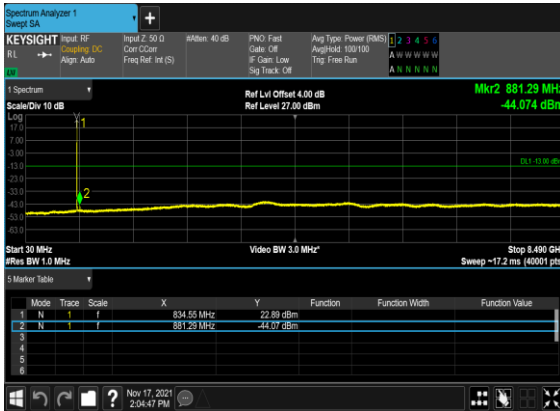 Spectrum Analyzer 1
Swept SA
+
KEYSIGHT Input: RF Input Z: 50 Ω #Atten: 40 dB PNO: Fast Avg Type: Power (RMS) 1 2 3 4 5 6
RL Coupling: DC Corr CCorr Gate: Off Avg|Hold: 100/100 A W W W W W
Align: Auto Freq Ref: Int (S) IF Gain: Low Trig: Free Run
Sig Track: Off A N N N N N
1 Spectrum Ref Lvl Offset 4.00 dB Mkr2 881.29 MHz
Scale/Div 10 dB Ref Level 27.00 dBm -44.074 dBm
Log
17.0
7.00
-3.00
-13.0
-23.0
-33.0
-43.0
-53.0
-63.0
1
2
DL1 -13.00 dBm
Start 30 MHz Video BW 3.0 MHz* Stop 8.490 GH
#Res BW 1.0 MHz Sweep ~17.2 ms (40001 pts
5 Marker Table
Mode Trace Scale X Y Function Function Width Function Value
1 N 1 f 834.55 MHz 22.89 dBm
2 N 1 f 881.29 MHz -44.07 dBm
3
4
5
6
? Nov 17, 2021
2:04:47 PM